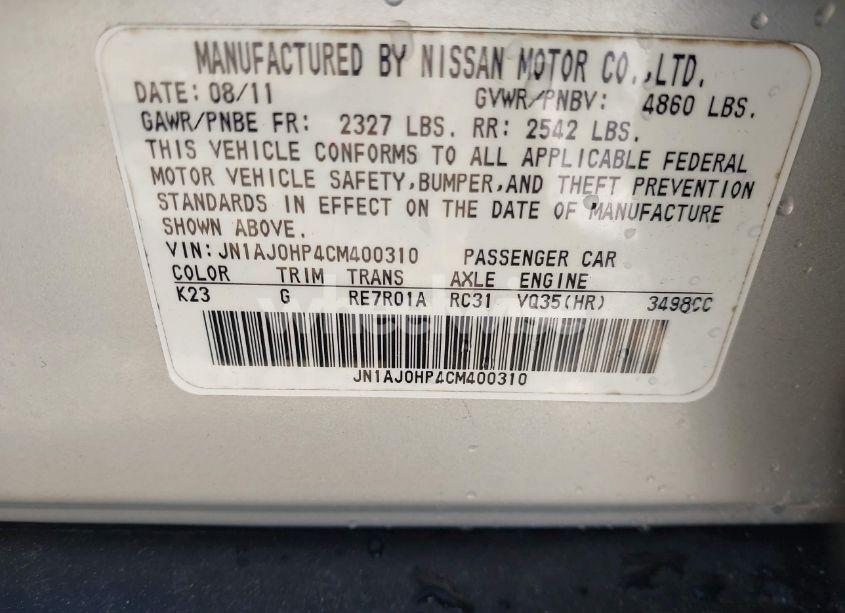 MANUFACTURED BY NISSAN MOTOR CO.,LTD.
DATE: 08/11 GVWR/PNBV: 4860 LBS.
GAWR/PNBE FR: 2327 LBS. RR: 2542 LBS.
THIS VEHICLE CONFORMS TO ALL APPLICABLE FEDERAL
MOTOR VEHICLE SAFETY,BUMPER,AND THEFT PREVENTION
STANDARDS IN EFFECT ON THE DATE OF MANUFACTURE
SHOWN ABOVE.
VIN: JN1AJ0HP4CM400310 PASSENGER CAR
COLOR TRIM TRANS AXLE ENGINE
K23 G RE7R01A RC31 VQ35(HR) 3498CC
JN1AJ0HP4CM400310